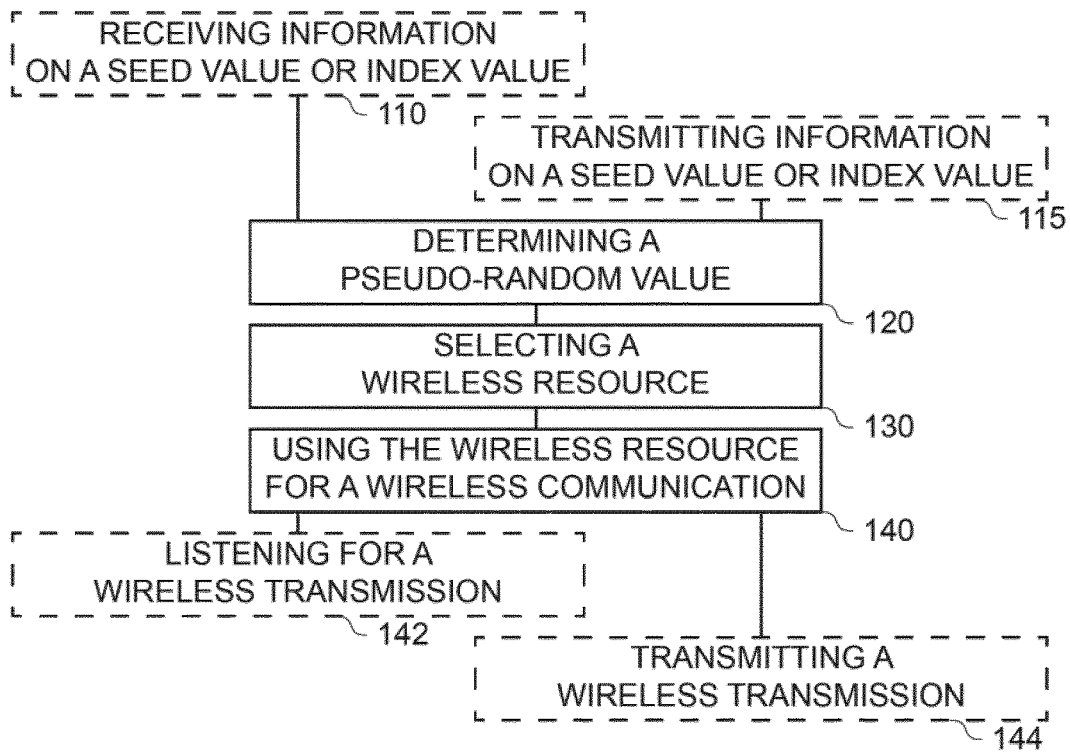 RECEIVING INFORMATION
ON A SEED VALUE OR INDEX VALUE
110
TRANSMITTING INFORMATION
ON A SEED VALUE OR INDEX VALUE
115
DETERMINING A
PSEUDO-RANDOM VALUE
120
SELECTING A
WIRELESS RESOURCE
130
USING THE WIRELESS RESOURCE
FOR A WIRELESS COMMUNICATION
140
LISTENING FOR A
WIRELESS TRANSMISSION
142
TRANSMITTING A
WIRELESS TRANSMISSION
144